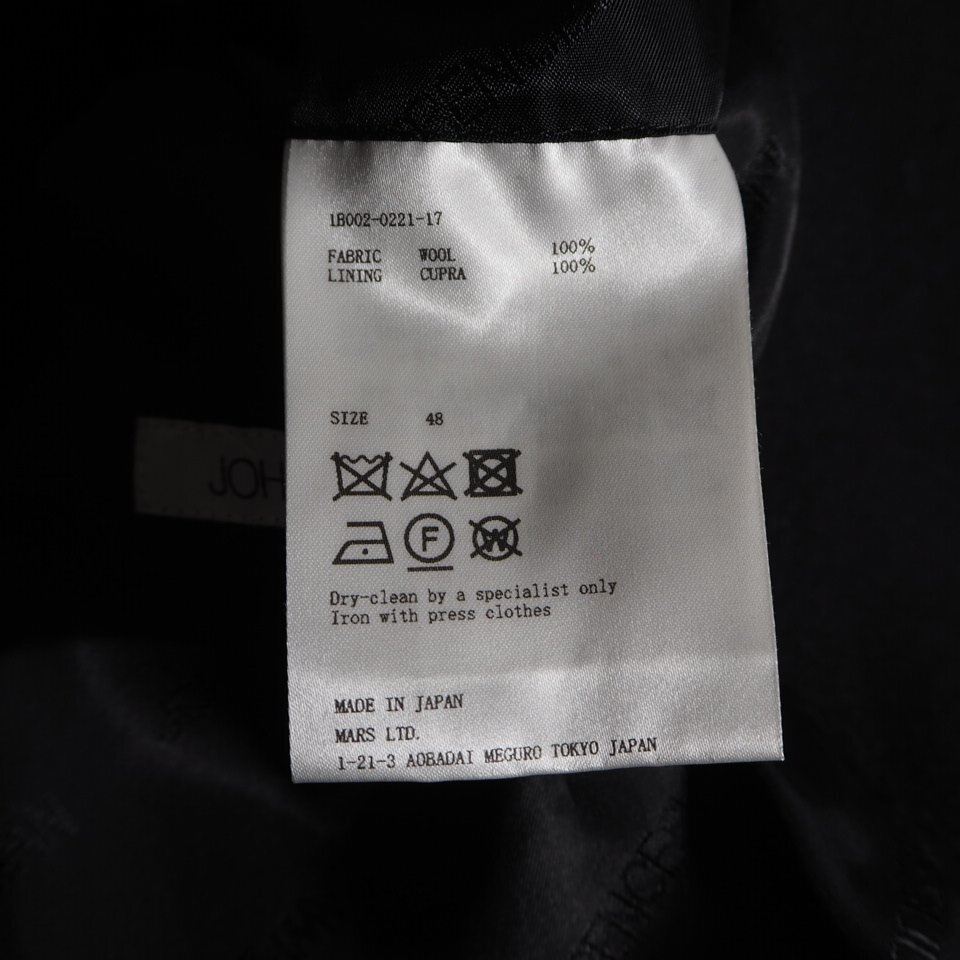 1B002-0221-17
FABRIC WOOL 100%
LINING CUPRA 100%
SIZE 48
JOH
F
W
Dry-clean by a specialist only
Iron with press clothes
MADE IN JAPAN
MARS LTD.
1-21-3 AOBADAI MEGURO TOKYO JAPAN